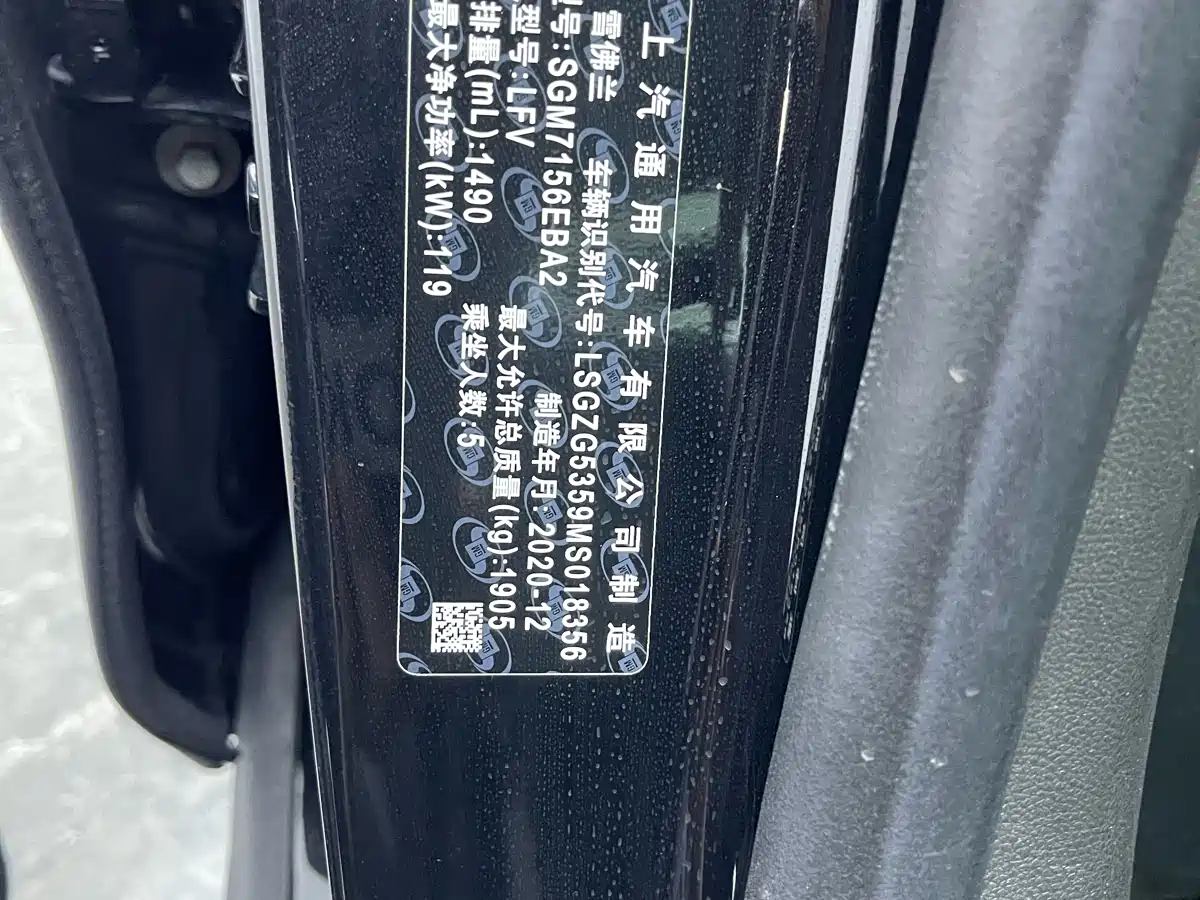 上汽通用汽车有限公司制造
雪佛兰 车辆识别代号:LSGZG5359MS018356
号:SGM7156EBA2 制造年月:2020-12
型号:LFV 最大允许总质量(kg):1905
排量(mL):1490 乘坐人数:5
最大净功率(kW):119